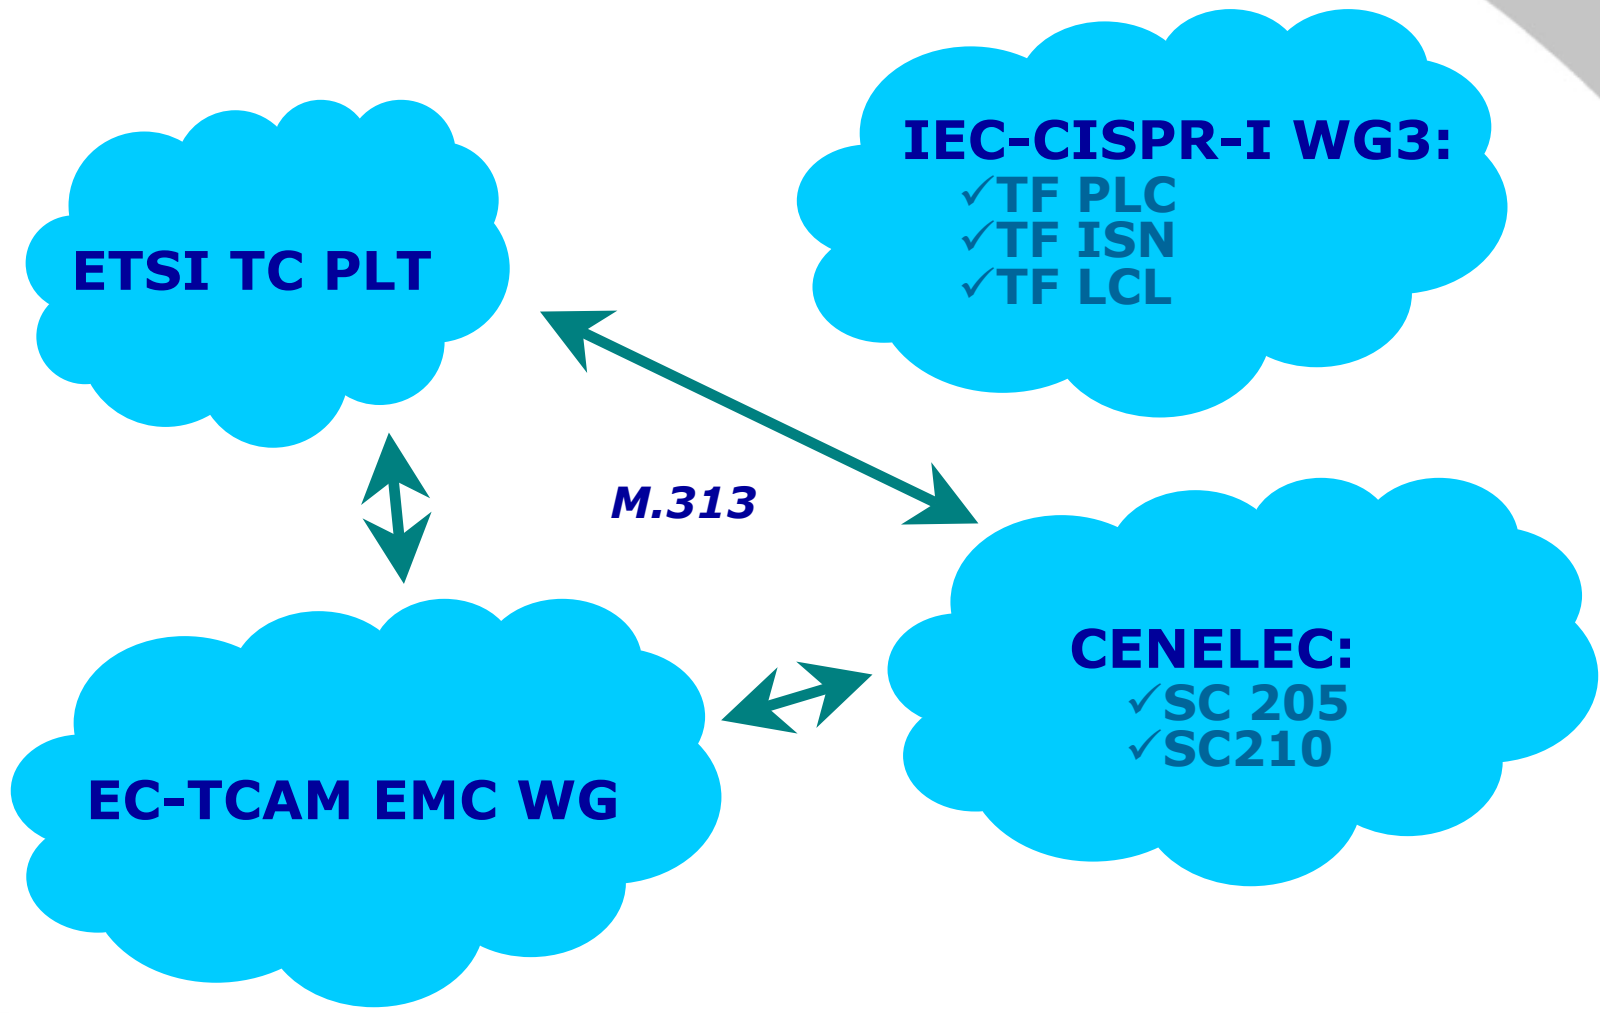 IEC-CISPR-I WG3:
✓TF PLC
✓TF ISN
✓TF LCL
ETSI TC PLT
M.313
CENELEC:
✓SC 205
✓SC210
EC-TCAM EMC WG